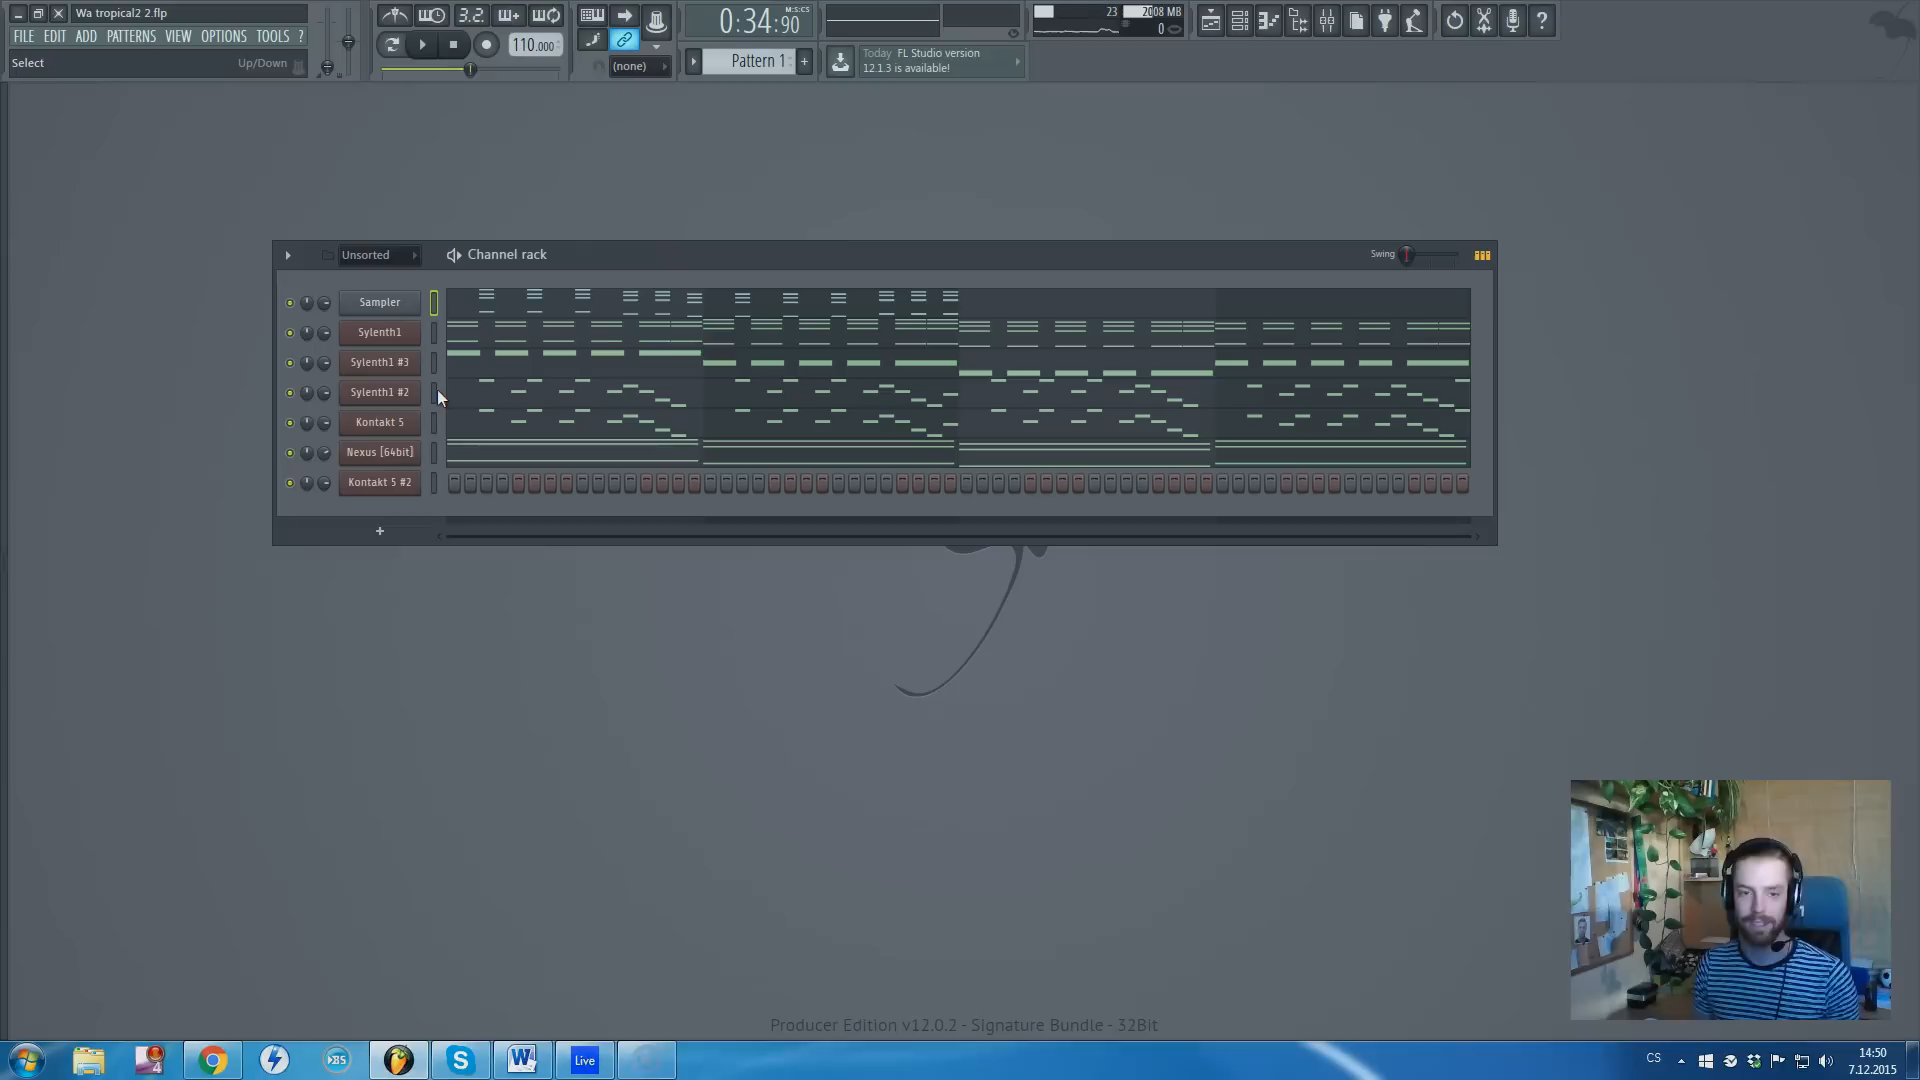 Wa tropical2 2.flp
FILE EDIT ADD PATTERNS VIEW OPTIONS TOOLS ?
Select Up/Down
3.2.
110.000
(none)
0:34:90
M:S:CS
Pattern 1
+
23
2008 MB
0
Today FL Studio version
12.1.3 is available!
?
Unsorted
Channel rack
Swing
Sampler
Sylenth1
Sylenth1 #3
Sylenth1 #2
Kontakt 5
Nexus [64bit]
Kontakt 5 #2
+
Producer Edition v12.0.2 - Signature Bundle - 32Bit
4
BS
S
W
Live
CS
14:50
7.12.2015